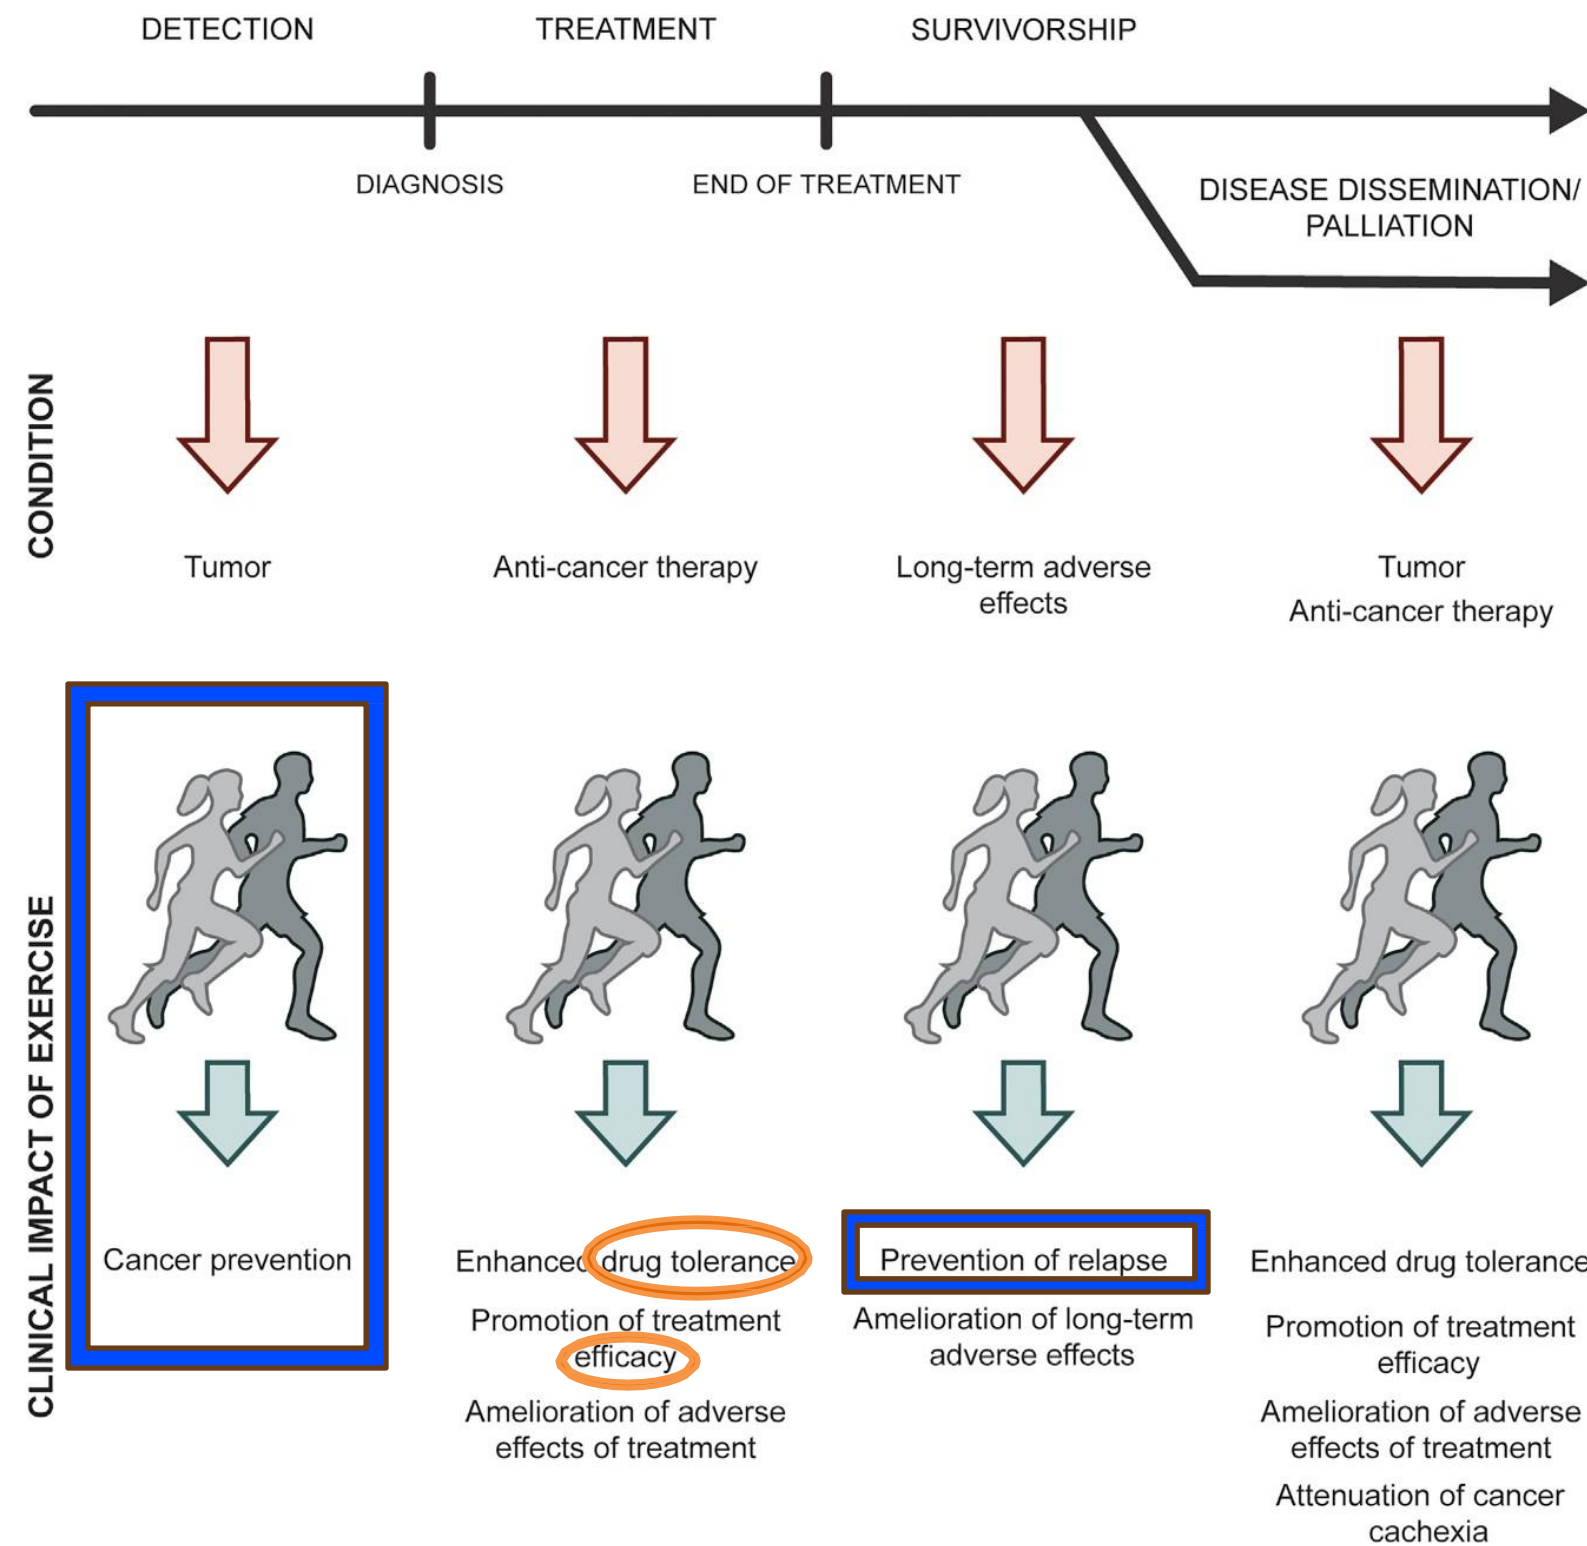 DETECTION
TREATMENT
SURVIVORSHIP
DIAGNOSIS
END OF TREATMENT
DISEASE DISSEMINATION/
PALLIATION
CONDITION
Tumor
Anti-cancer therapy
Long-term adverse
effects
Tumor
Anti-cancer therapy
CLINICAL IMPACT OF EXERCISE
Cancer prevention
Enhanced drug tolerance
Promotion of treatment
efficacy
Amelioration of adverse
effects of treatment
Prevention of relapse
Amelioration of long-term
adverse effects
Enhanced drug tolerance
Promotion of treatment
efficacy
Amelioration of adverse
effects of treatment
Attenuation of cancer
cachexia